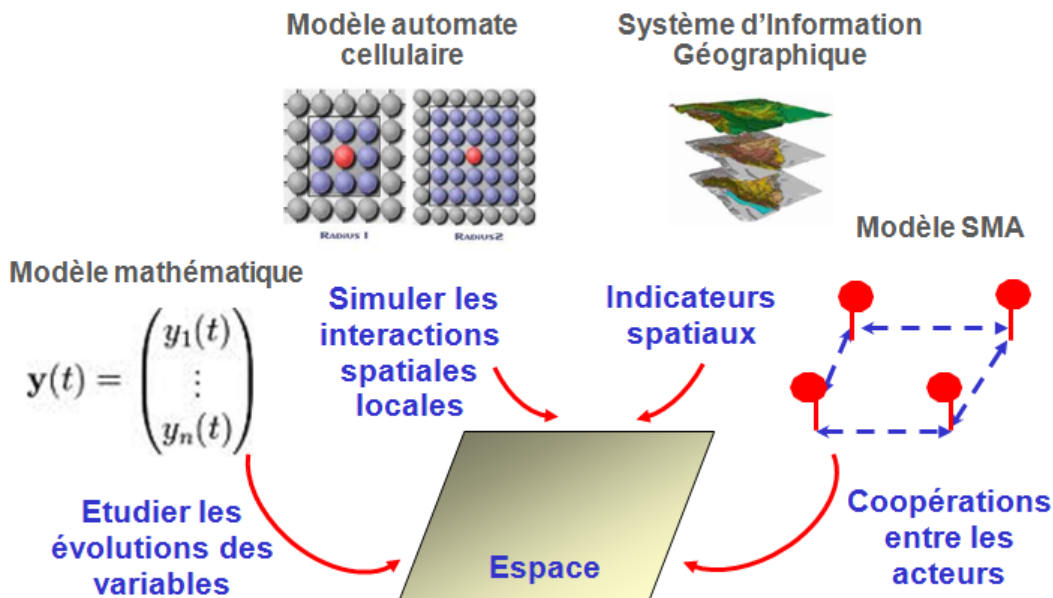 Modèle automate
cellulaire
Système d'Information
Géographique
RADIUS 1
RADIUS2
Modèle SMA
Modèle mathématique
Simuler les
interactions
spatiales
locales
Indicateurs
spatiaux
y(t) =
y₁(t)
⋮
yₙ(t)
Etudier les
évolutions des
variables
Espace
Coopérations
entre les
acteurs